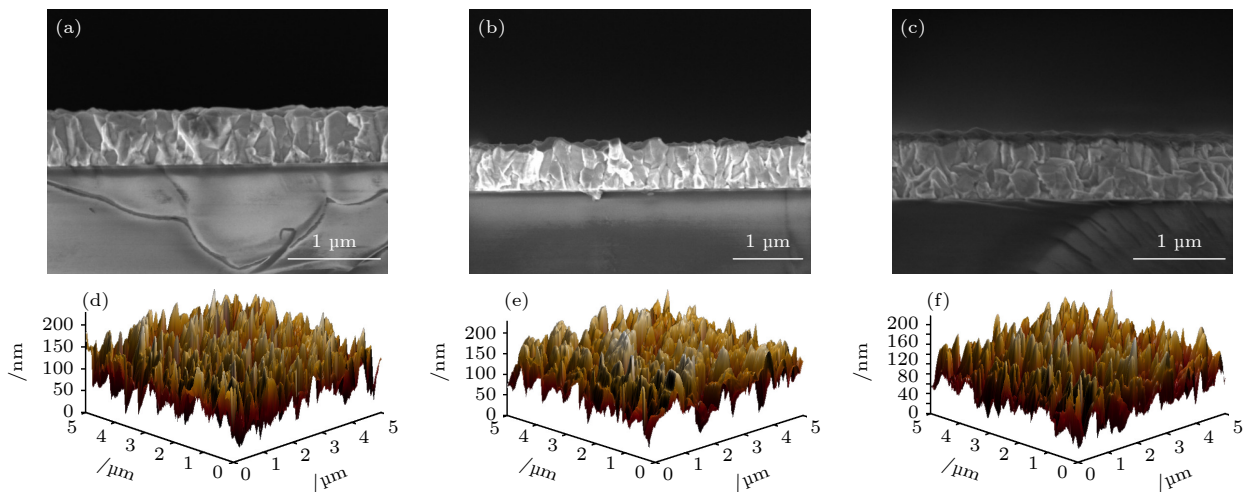 (a) (b) (c)
1 µm 1 µm 1 µm
(d) (e) (f)
200 200 200
150 150 160
100 100 120
50 50 80
0 0 40
0
/nm /nm /nm
5 4 3 2 1 0 0 1 2 3 4 5
/µm /µm
5 4 3 2 1 0 0 1 2 3 4 5
/µm /µm
5 4 3 2 1 0 0 1 2 3 4 5
/µm /µm